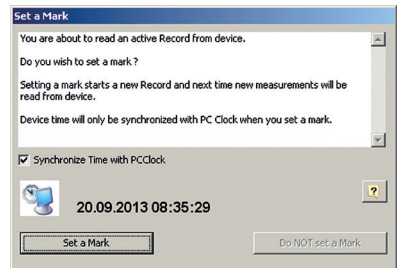 Set a Mark
You are about to read an active Record from device.
Do you wish to set a mark ?
Setting a mark starts a new Record and next time new measurements will be
read from device.
Device time will only be synchronized with PC Clock when you set a mark.
Synchronize Time with PCClock
?
20.09.2013 08:35:29
Set a Mark
Do NOT set a Mark